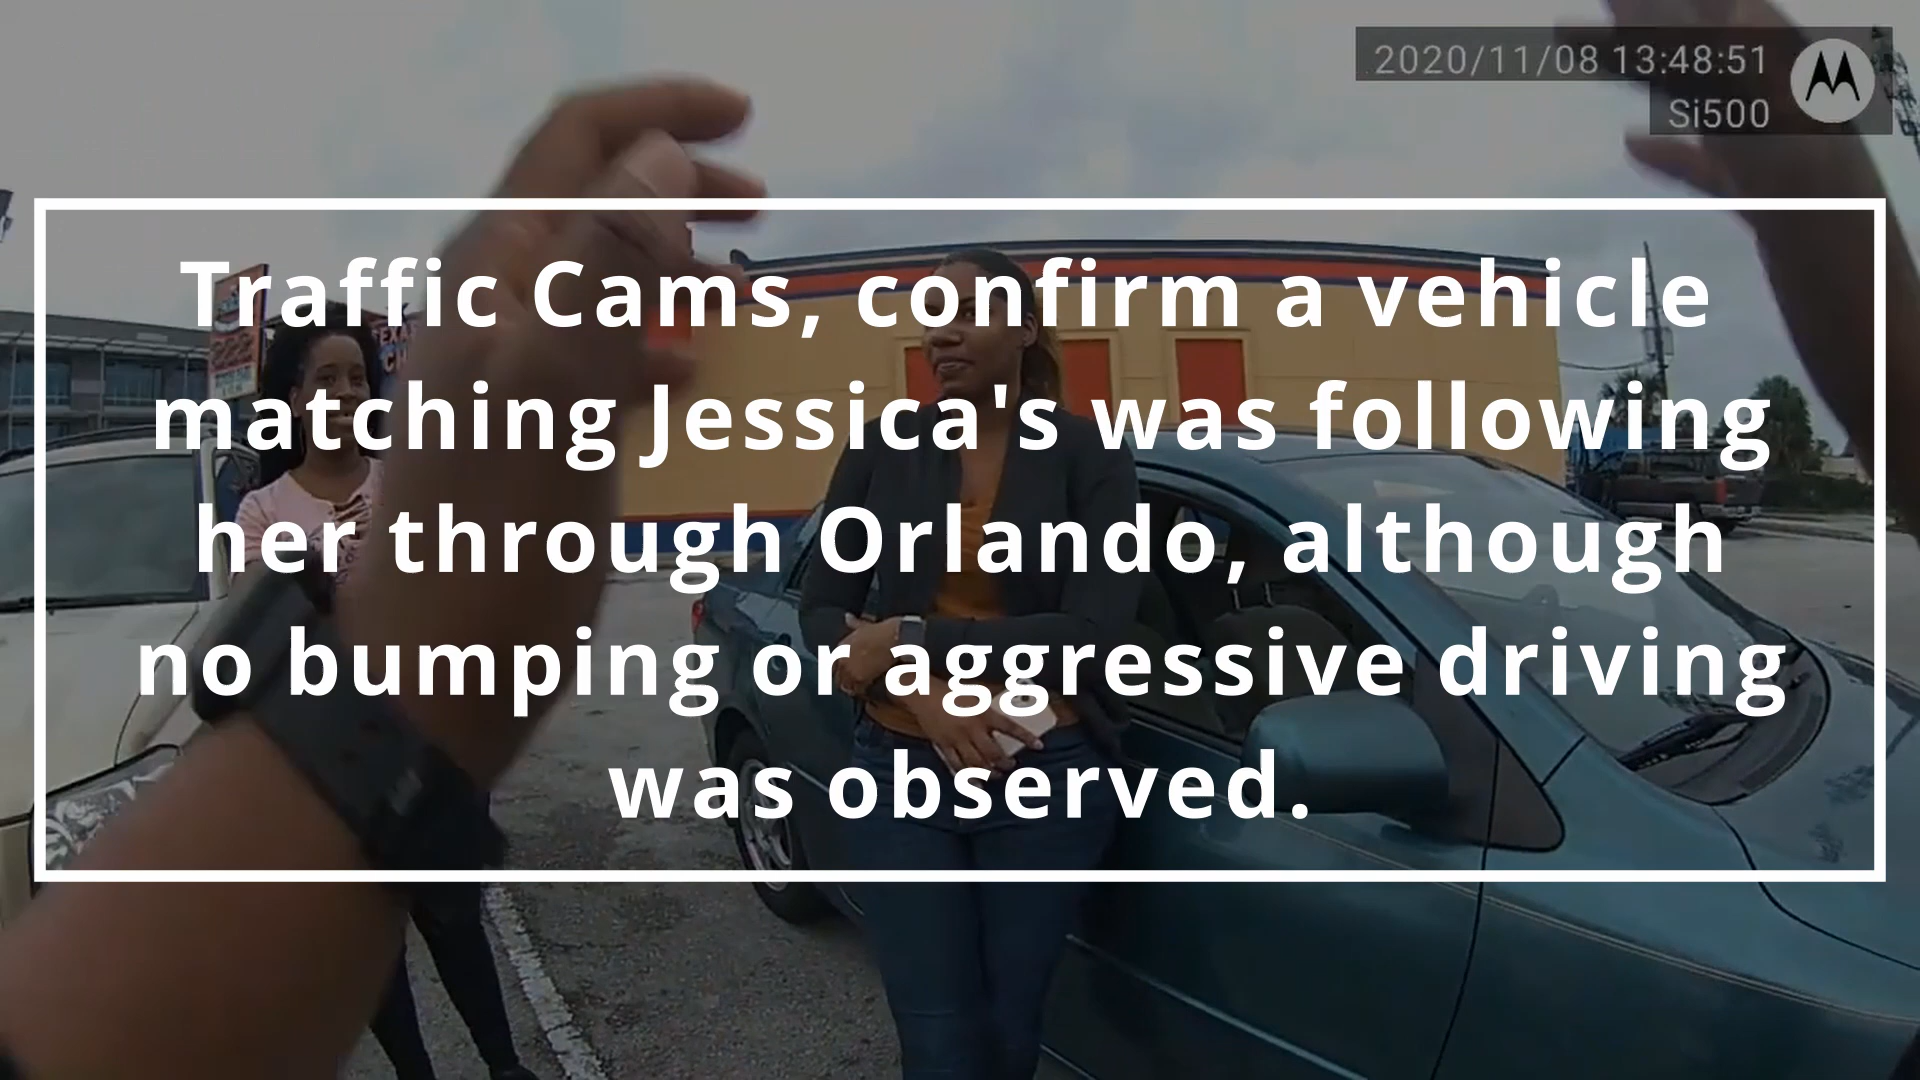 2020/11/08 13:48:51
Si500
Traffic Cams, confirm a vehicle
matching Jessica's was following
her through Orlando, although
no bumping or aggressive driving
was observed.